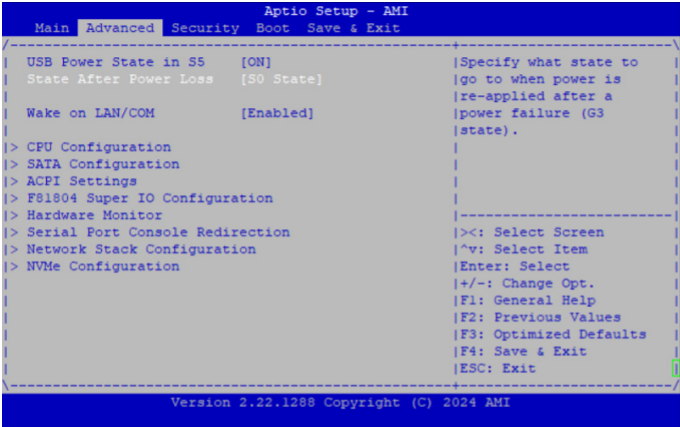 Aptio Setup - AMI
Main Advanced Security Boot Save & Exit
/----------------------------------------------------+------------------------\
| USB Power State in S5 [ON] |Specify what state to |
| State After Power Loss [S0 State] |go to when power is |
| |re-applied after a |
| Wake on LAN/COM [Enabled] |power failure (G3 |
| |state). |
|> CPU Configuration | |
|> SATA Configuration | |
|> ACPI Settings | |
|> F81804 Super IO Configuration | |
|> Hardware Monitor |------------------------|
|> Serial Port Console Redirection |><: Select Screen |
|> Network Stack Configuration |^v: Select Item |
|> NVMe Configuration |Enter: Select |
| |+/-: Change Opt. |
| |F1: General Help |
| |F2: Previous Values |
| |F3: Optimized Defaults |
| |F4: Save & Exit |
| |ESC: Exit |
\----------------------------------------------------+------------------------/
Version 2.22.1288 Copyright (C) 2024 AMI